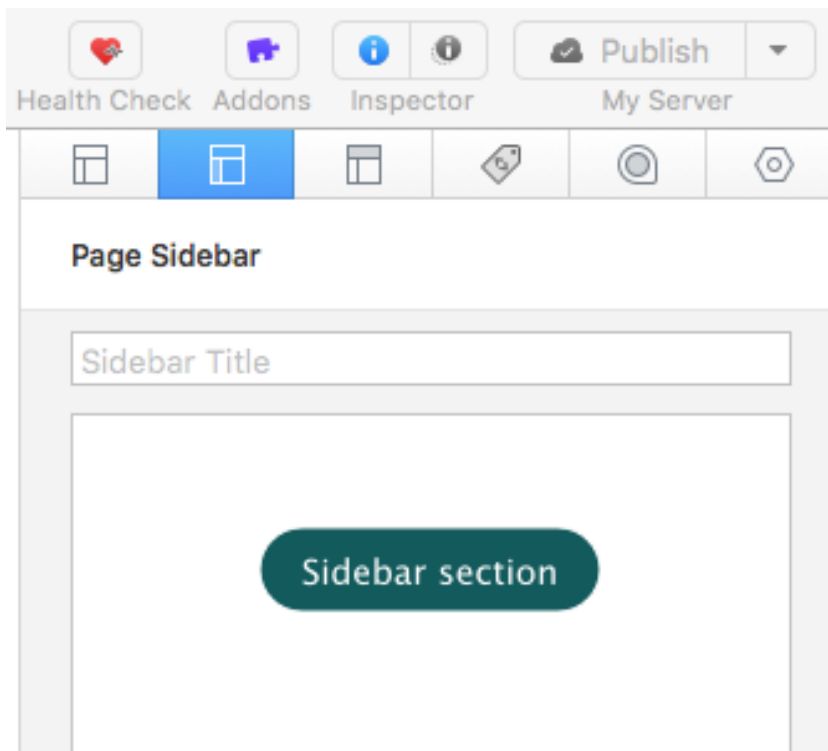 Publish
Health Check Addons Inspector My Server
Page Sidebar
Sidebar Title
Sidebar section